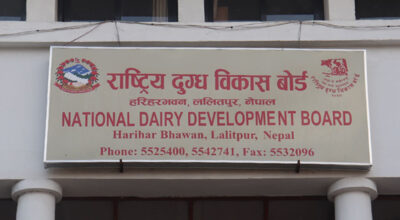 राष्ट्रिय दुग्ध विकास बोर्ड
हरिहरभवन, ललितपुर, नेपाल
NATIONAL DAIRY DEVELOPMENT BOARD
Harihar Bhawan, Lalitpur, Nepal
Phone: 5525400, 5542741, Fax: 5532096